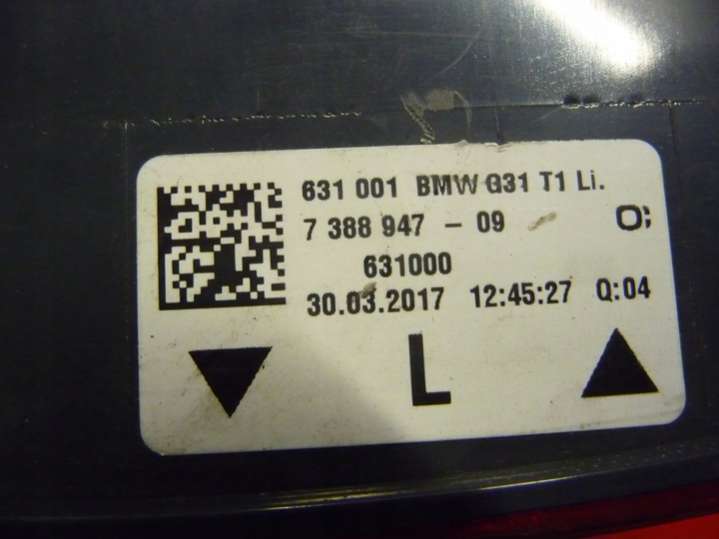 631 001 BMW G31 T1 Li.
7 388 947 - 09 O;
631000
30.03.2017 12:45:27 Q:04
L